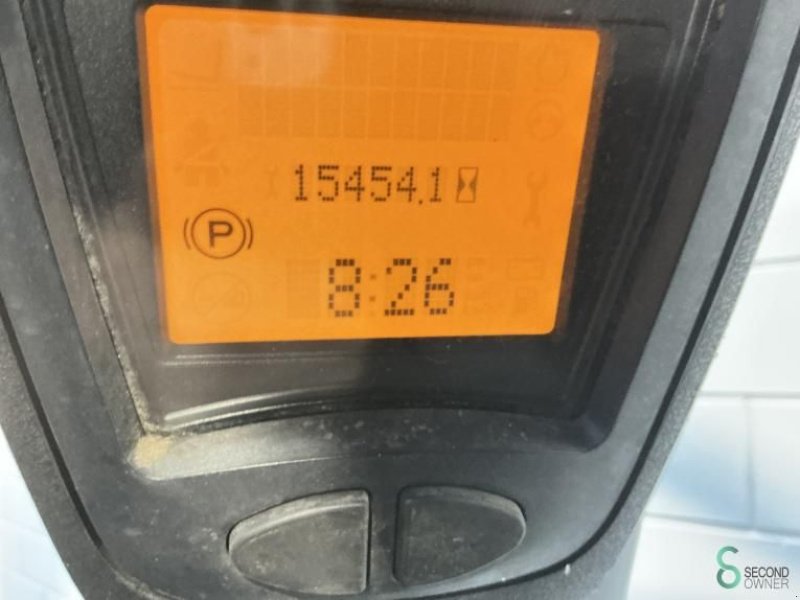 15454.1
P
8:26
SECOND
OWNER